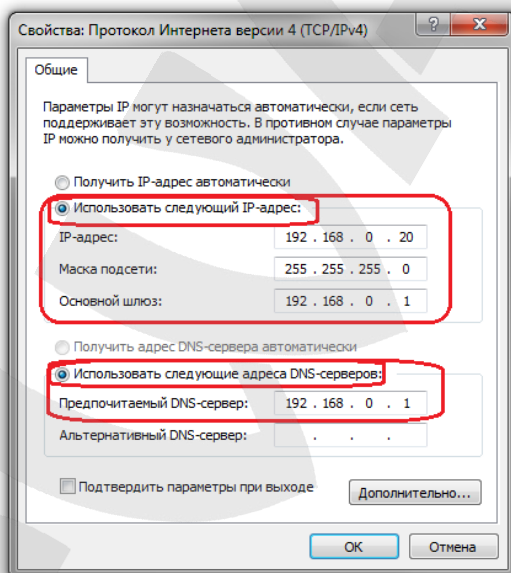 Свойства: Протокол Интернета версии 4 (TCP/IPv4)
Общие
Параметры IP могут назначаться автоматически, если сеть
поддерживает эту возможность. В противном случае параметры
IP можно получить у сетевого администратора.
Получить IP-адрес автоматически
Использовать следующий IP-адрес:
IP-адрес: 192 . 168 . 0 . 20
Маска подсети: 255 . 255 . 255 . 0
Основной шлюз: 192 . 168 . 0 . 1
Получить адрес DNS-сервера автоматически
Использовать следующие адреса DNS-серверов:
Предпочитаемый DNS-сервер: 192 . 168 . 0 . 1
Альтернативный DNS-сервер: . . .
Подтвердить параметры при выходе
Дополнительно...
OK Отмена